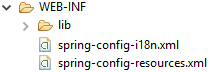 WEB-INF
lib
spring-config-i18n.xml
spring-config-resources.xml